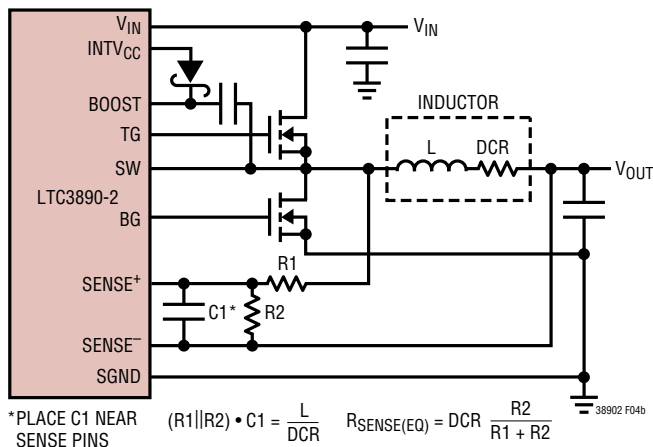 V_IN
V_IN
INTV_CC
BOOST
INDUCTOR
TG
L
DCR
SW
V_OUT
LTC3890-2
BG
R1
SENSE⁺
C1*
R2
SENSE⁻
SGND
*PLACE C1 NEAR
SENSE PINS
(R1||R2) • C1 = L/DCR
R_SENSE(EQ) = DCR R2/(R1 + R2)
38902 F04b